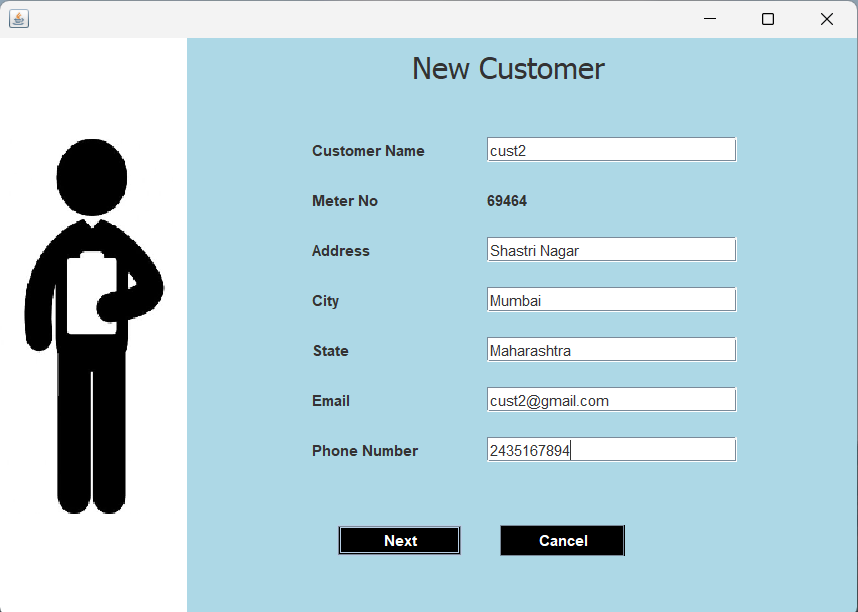 New Customer
Customer Name cust2
Meter No 69464
Address Shastri Nagar
City Mumbai
State Maharashtra
Email cust2@gmail.com
Phone Number 2435167894
Next Cancel